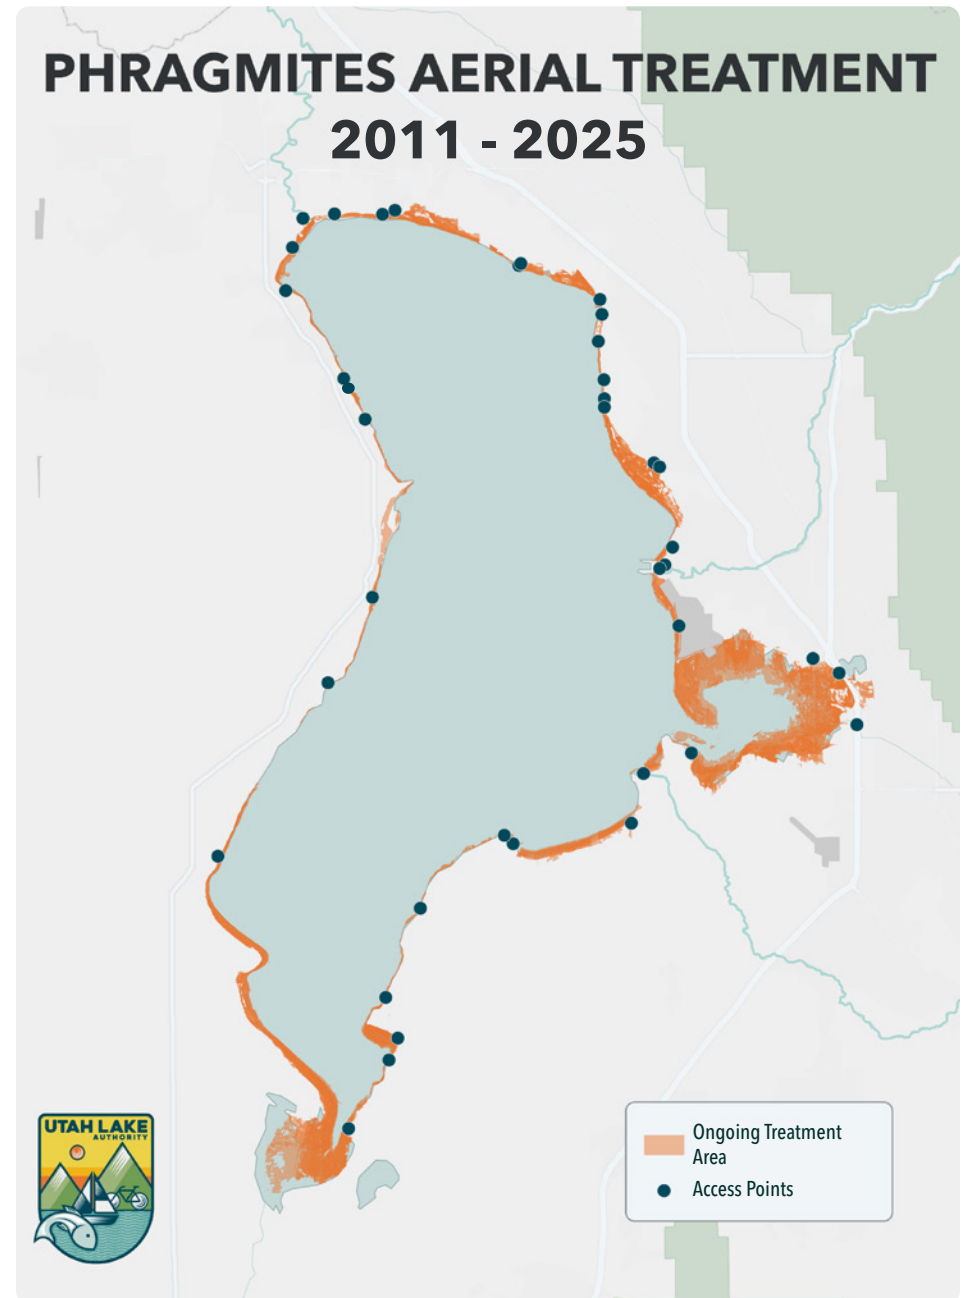 PHRAGMITES AERIAL TREATMENT
2011 - 2025
UTAH LAKE
AUTHORITY
Ongoing Treatment
Area
Access Points